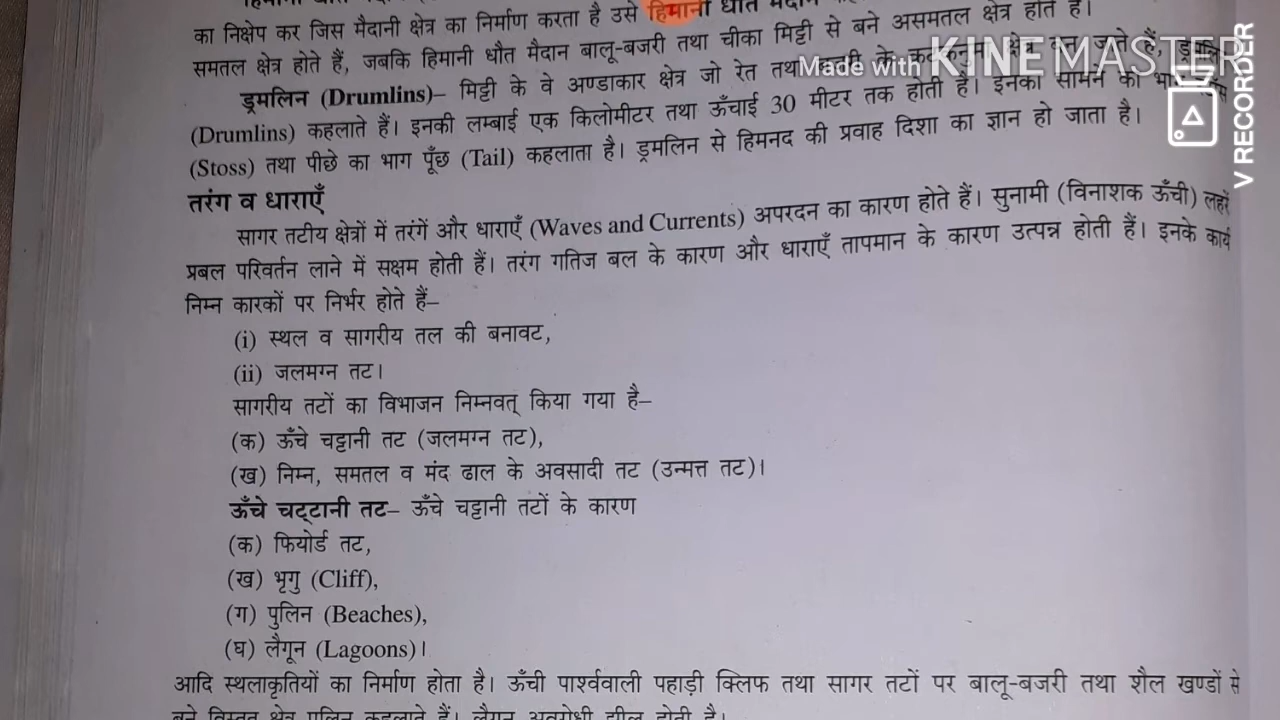 का निक्षेप कर जिस मैदानी क्षेत्र का निर्माण करता है उसे हिमानी धौत मैदान
समतल क्षेत्र होते हैं, जबकि हिमानी धौत मैदान बालू-बजरी तथा चीका मिट्टी से बने असमतल क्षेत्र होते हैं।
ड्रमलिन (Drumlins)– मिट्टी के वे अण्डाकार क्षेत्र जो रेत तथा के क्षेत्र जाते हैं, ड्रमलिन
(Drumlins) कहलाते हैं। इनकी लम्बाई एक किलोमीटर तथा ऊँचाई 30 मीटर तक होती है। इनका सामने का
(Stoss) तथा पीछे का भाग पूँछ (Tail) कहलाता है। ड्रमलिन से हिमनद की प्रवाह दिशा का ज्ञान हो जाता है।
Made with KINEMASTER
V RECORDER
तरंग व धाराएँ
सागर तटीय क्षेत्रों में तरंगें और धाराएँ (Waves and Currents) अपरदन का कारण होते हैं। सुनामी (विनाशक ऊँची) लहरें
प्रबल परिवर्तन लाने में सक्षम होती हैं। तरंग गतिज बल के कारण और धाराएँ तापमान के कारण उत्पन्न होती हैं। इनके कार्य
निम्न कारकों पर निर्भर होते हैं–
(i) स्थल व सागरीय तल की बनावट,
(ii) जलमग्न तट।
सागरीय तटों का विभाजन निम्नवत् किया गया है–
(क) ऊँचे चट्टानी तट (जलमग्न तट),
(ख) निम्न, समतल व मंद ढाल के अवसादी तट (उन्मत्त तट)।
ऊँचे चट्टानी तट– ऊँचे चट्टानी तटों के कारण
(क) फियोर्ड तट,
(ख) भृगु (Cliff),
(ग) पुलिन (Beaches),
(घ) लैगून (Lagoons)।
आदि स्थलाकृतियों का निर्माण होता है। ऊँची पार्श्ववाली पहाड़ी क्लिफ तथा सागर तटों पर बालू-बजरी तथा शैल खण्डों से
बने विस्तृत क्षेत्र पुलिन कहलाते हैं। लैगून अवरोधी झील होती है।